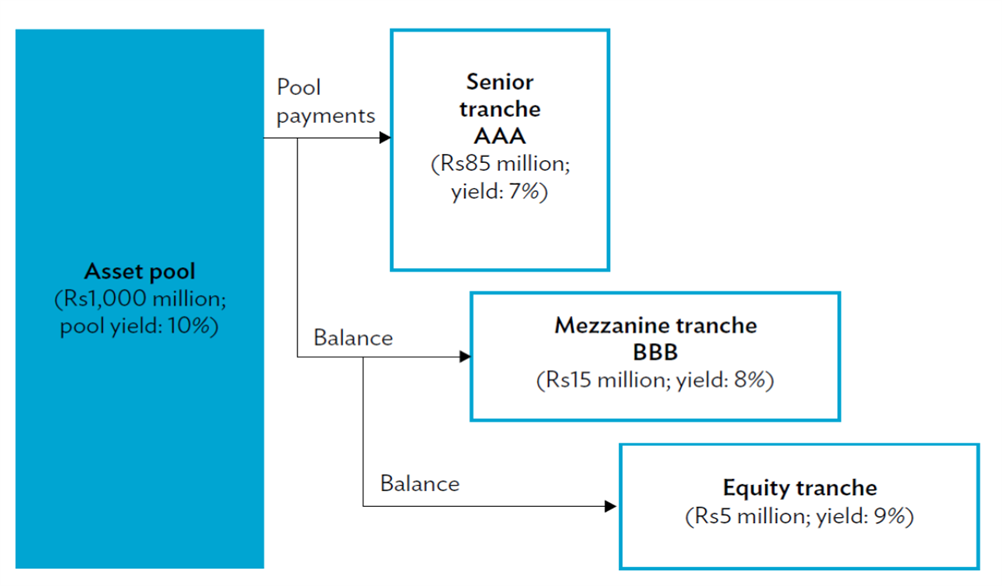 Asset pool
(Rs1,000 million;
pool yield: 10%)
Pool
payments
Senior
tranche
AAA
(Rs85 million;
yield: 7%)
Balance
Mezzanine tranche
BBB
(Rs15 million; yield: 8%)
Balance
Equity tranche
(Rs5 million; yield: 9%)